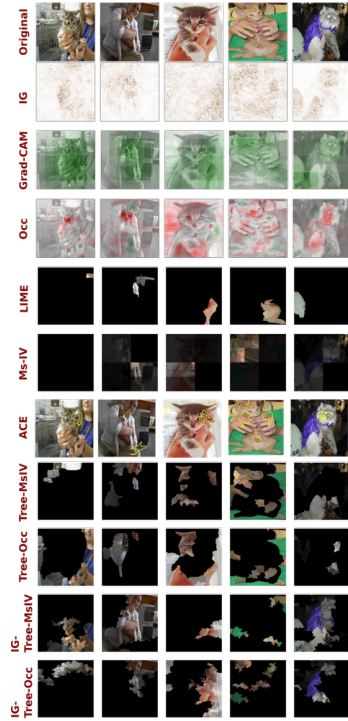 Original
IG
Grad-CAM
Occ
LIME
Ms-IV
ACE
Tree-MsIV
Tree-Occ
IG-
Tree-MsIV
IG-
Tree-Occ